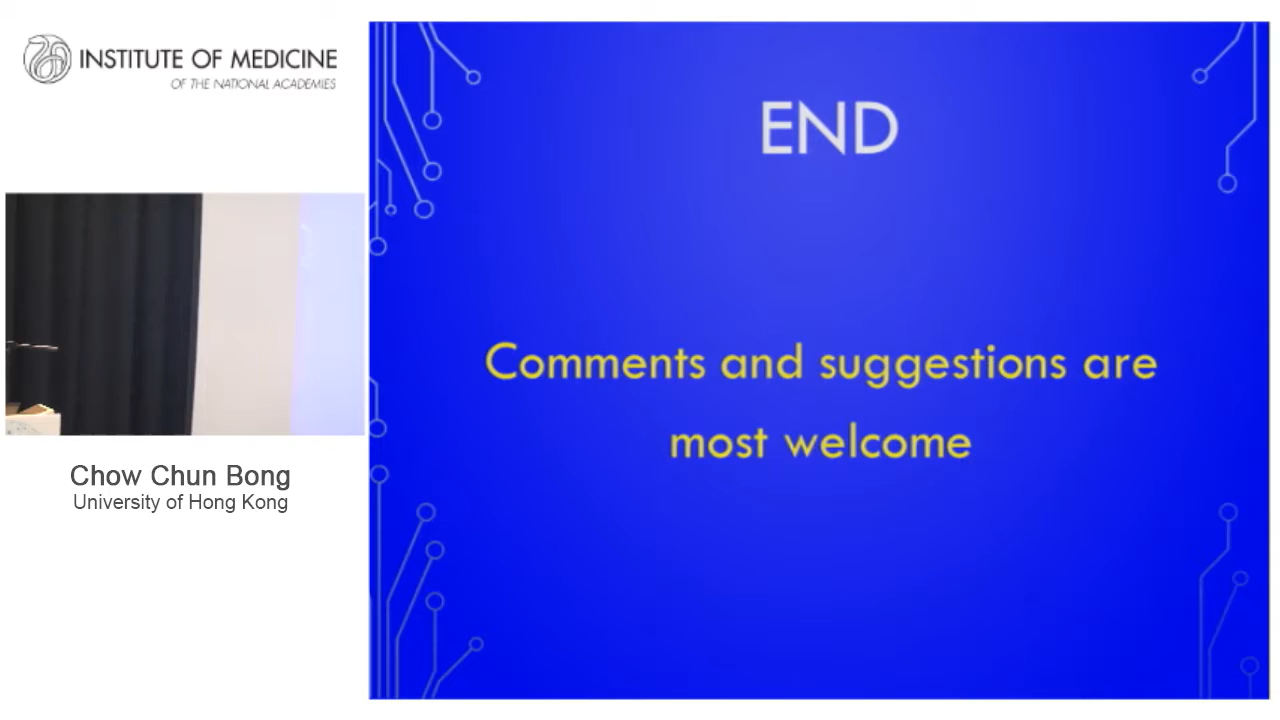 INSTITUTE OF MEDICINE
OF THE NATIONAL ACADEMIES
Chow Chun Bong
University of Hong Kong
END
Comments and suggestions are
most welcome